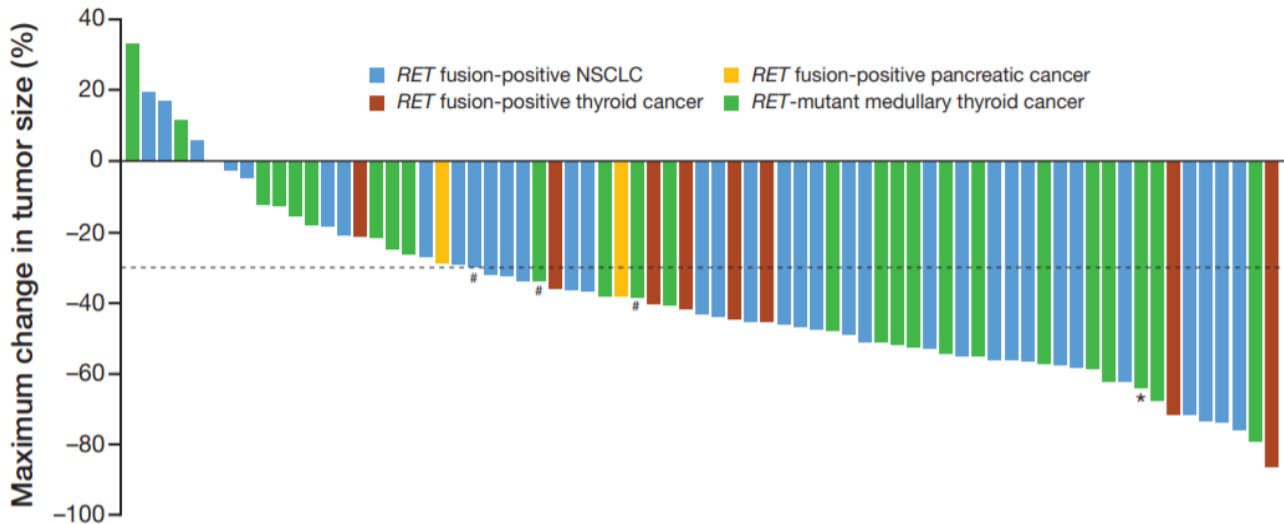 Maximum change in tumor size (%)
40
20
0
–20
–40
–60
–80
–100
RET fusion-positive NSCLC
RET fusion-positive thyroid cancer
RET fusion-positive pancreatic cancer
RET-mutant medullary thyroid cancer
#
#
#
*